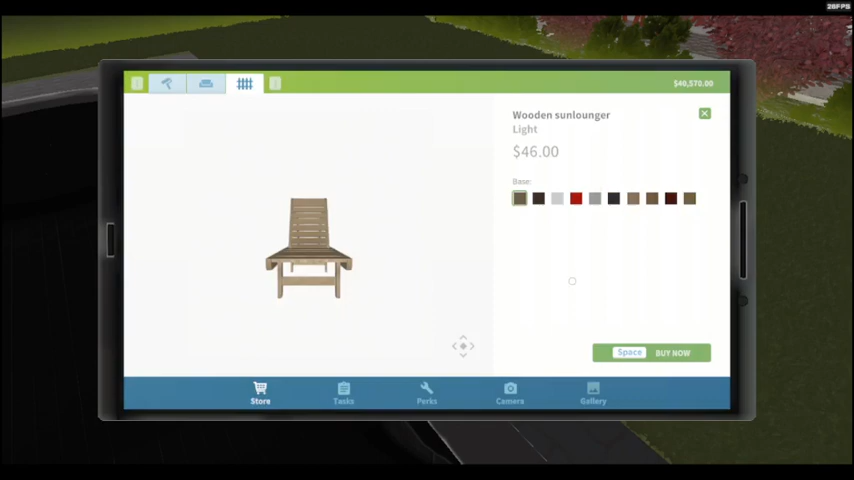 26FPS
$40,570.00
Wooden sunlounger
Light
$46.00
Base:
Space BUY NOW
Store Tasks Perks Camera Gallery